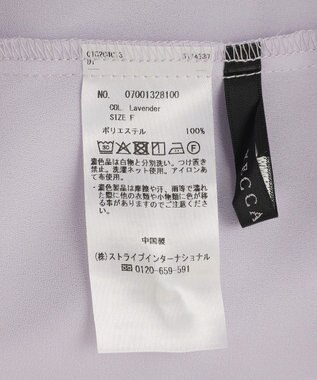 NO. 07001328100
COL. Lavender
SIZE F
ポリエステル 100%
濃色品は白物と分別洗い。つけ置き
禁止。洗濯ネット使用。アイロンあて
布使用。
濃色製品は摩擦や汗、雨等で濡れ
た際に他の衣類や小物類に色が移
る事がありますのでご注意下さい。
中国製
(株)ストライプインターナショナル
0120-659-591